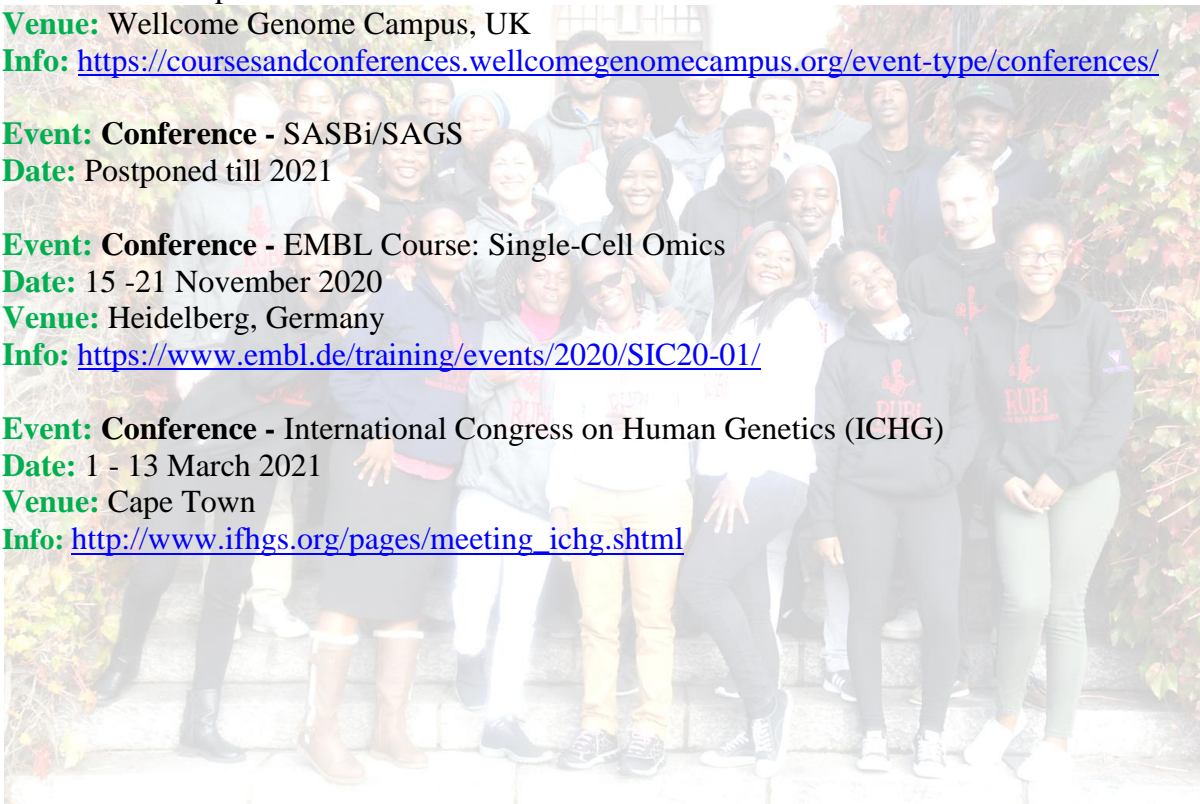 Venue: Wellcome Genome Campus, UK
Info: https://coursesandconferences.wellcomegenomecampus.org/event-type/conferences/
Event: Conference - SASBi/SAGS
Date: Postponed till 2021
Event: Conference - EMBL Course: Single-Cell Omics
Date: 15 -21 November 2020
Venue: Heidelberg, Germany
Info: https://www.embl.de/training/events/2020/SIC20-01/
Event: Conference - International Congress on Human Genetics (ICHG)
Date: 1 - 13 March 2021
Venue: Cape Town
Info: http://www.ifhgs.org/pages/meeting_ichg.shtml
RUBi
RUBi